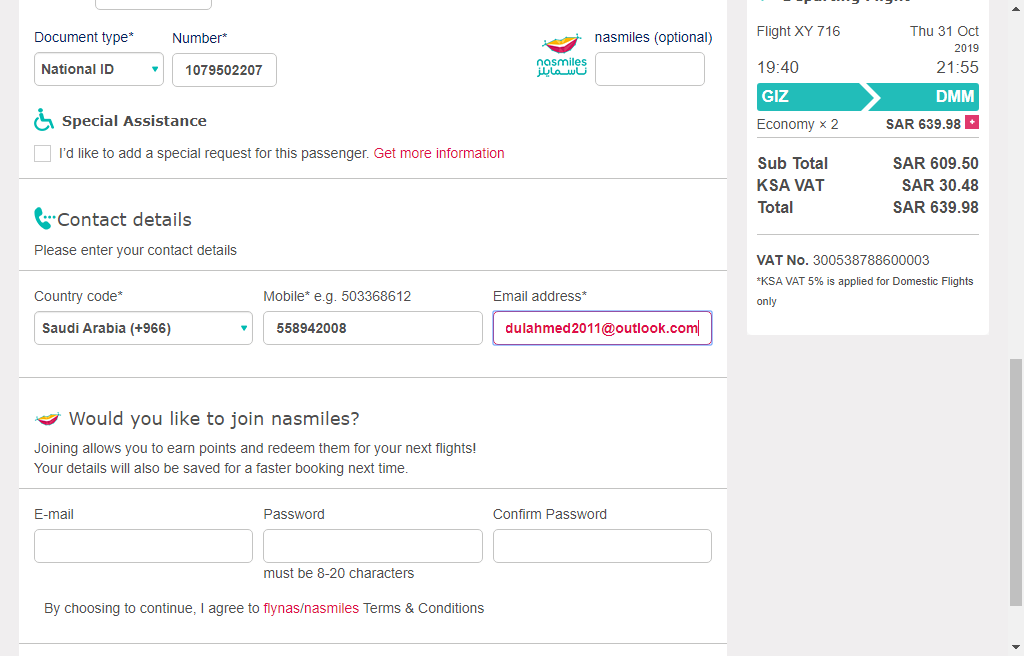 Document type*
Number*
nasmiles (optional)
National ID
1079502207
nasmiles
ناسمايلز
Special Assistance
I'd like to add a special request for this passenger. Get more information
Contact details
Please enter your contact details
Country code*
Mobile* e.g. 503368612
Email address*
Saudi Arabia (+966)
558942008
dulahmed2011@outlook.com
Would you like to join nasmiles?
Joining allows you to earn points and redeem them for your next flights!
Your details will also be saved for a faster booking next time.
E-mail
Password
Confirm Password
must be 8-20 characters
By choosing to continue, I agree to flynas/nasmiles Terms & Conditions
Departing Flight
Flight XY 716
Thu 31 Oct
2019
19:40
21:55
GIZ
DMM
Economy × 2
SAR 639.98 +
Sub Total
SAR 609.50
KSA VAT
SAR 30.48
Total
SAR 639.98
VAT No. 300538788600003
*KSA VAT 5% is applied for Domestic Flights
only